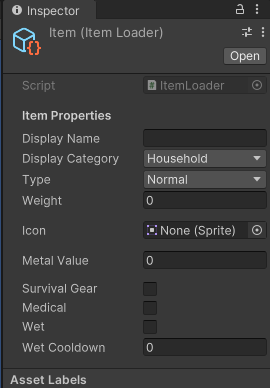 Inspector
Item (Item Loader)
Open
Script ItemLoader
Item Properties
Display Name
Display Category Household
Type Normal
Weight 0
Icon None (Sprite)
Metal Value 0
Survival Gear
Medical
Wet
Wet Cooldown 0
Asset Labels